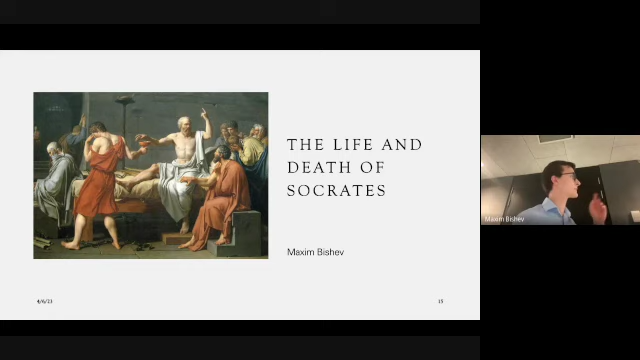 THE LIFE AND
DEATH OF
SOCRATES
Maxim Bishev
4/6/23
15
Maxim Bishev